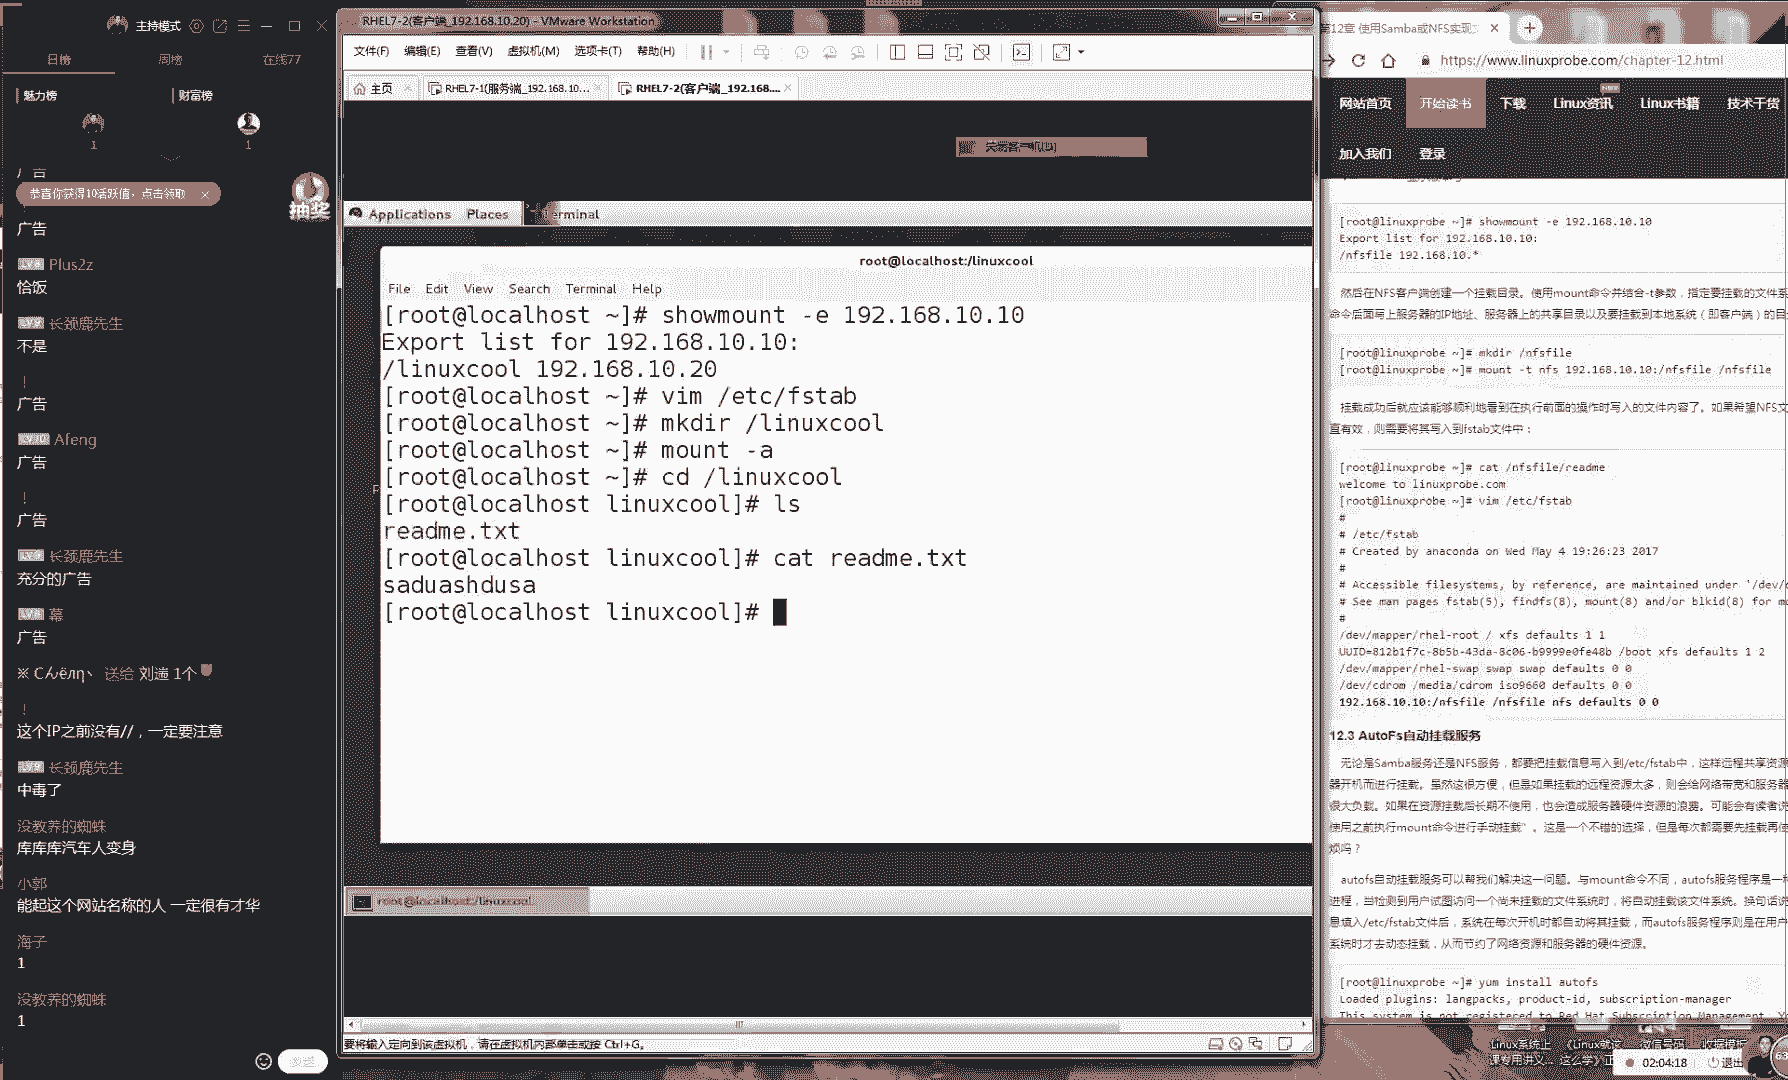 主持模式
日榜 周榜 在线77
魅力榜 财富榜
1 1
广告
恭喜你获得10活跃值，点击领取
抽奖
广告
Plus2z
恰饭
长颈鹿先生
不是
!
广告
Afeng
广告
!
广告
长颈鹿先生
充分的广告
幕
广告
送给 刘遄 1个
!
这个IP之前没有//，一定要注意
长颈鹿先生
中毒了
没教养的蜘蛛
库库库汽车人变身
小郭
能起这个网站名称的人 一定很有才华
海子
1
没教养的蜘蛛
1
RHEL7-2(客户端_192.168.10.20) - VMware Workstation
文件(F) 编辑(E) 查看(V) 虚拟机(M) 选项卡(T) 帮助(H)
主页 RHEL7-1(服务端_192.168.10... RHEL7-2(客户端_192.168....
关闭客户机(D)
Applications Places Terminal
root@localhost:/linuxcool
File Edit View Search Terminal Help
[root@localhost ~]# showmount -e 192.168.10.10
Export list for 192.168.10.10:
/linuxcool 192.168.10.20
[root@localhost ~]# vim /etc/fstab
[root@localhost ~]# mkdir /linuxcool
[root@localhost ~]# mount -a
[root@localhost ~]# cd /linuxcool
[root@localhost linuxcool]# ls
readme.txt
[root@localhost linuxcool]# cat readme.txt
saduashdusa
[root@localhost linuxcool]#
root@localhost:/linuxcool
要将输入定向到该虚拟机，请在虚拟机内部单击或按 Ctrl+G。
第12章 使用Samba或NFS实现
https://www.linuxprobe.com/chapter-12.html
网站首页 开始读书 下载 Linux资讯 Linux书籍 技术干货
加入我们 登录
[root@linuxprobe ~]# showmount -e 192.168.10.10
Export list for 192.168.10.10:
/nfsfile 192.168.10.*
然后在NFS客户端创建一个挂载目录。使用mount命令并结合-t参数，指定要挂载的文件系
命令后面写上服务器的IP地址、服务器上的共享目录以及要挂载到本地系统（即客户端）的目
[root@linuxprobe ~]# mkdir /nfsfile
[root@linuxprobe ~]# mount -t nfs 192.168.10.10:/nfsfile /nfsfile
挂载成功后就应该能够顺利地看到在执行前面的操作时写入的文件内容了。如果希望NFS文
直有效，则需要将其写入到fstab文件中：
[root@linuxprobe ~]# cat /nfsfile/readme
welcome to linuxprobe.com
[root@linuxprobe ~]# vim /etc/fstab
#
# /etc/fstab
# Created by anaconda on Wed May 4 19:26:23 2017
#
# Accessible filesystems, by reference, are maintained under '/dev/
# See man pages fstab(5), findfs(8), mount(8) and/or blkid(8) for mo
#
/dev/mapper/rhel-root / xfs defaults 1 1
UUID=812b1f7c-8b5b-43da-8c06-b9999e0fe48b /boot xfs defaults 1 2
/dev/mapper/rhel-swap swap swap defaults 0 0
/dev/cdrom /media/cdrom iso9660 defaults 0 0
192.168.10.10:/nfsfile /nfsfile nfs defaults 0 0
12.3 AutoFs自动挂载服务
无论是Samba服务还是NFS服务，都要把挂载信息写入到/etc/fstab中，这样远程共享资源
器开机而进行挂载。虽然这很方便，但是如果挂载的远程资源太多，则会给网络带宽和服务器
很大负载。如果在资源挂载后长期不使用，也会造成服务器硬件资源的浪费。可能会有读者说
使用之前执行mount命令进行手动挂载”。这是一个不错的选择，但是每次都需要先挂载再使
烦吗？
autofs自动挂载服务可以帮我们解决这一问题。与mount命令不同，autofs服务程序是一种
进程，当检测到用户试图访问一个尚未挂载的文件系统时，将自动挂载该文件系统。换句话说
息填入/etc/fstab文件后，系统在每次开机时都自动将其挂载，而autofs服务程序则是在用户
系统时才去动态挂载，从而节约了网络资源和服务器的硬件资源。
[root@linuxprobe ~]# yum install autofs
Loaded plugins: langpacks, product-id, subscription-manager
This system is not registered to Red Hat Subscription Management.
Linux系统上 《Linux就该
课专用讲义... 这么学》
02:04:18 退出